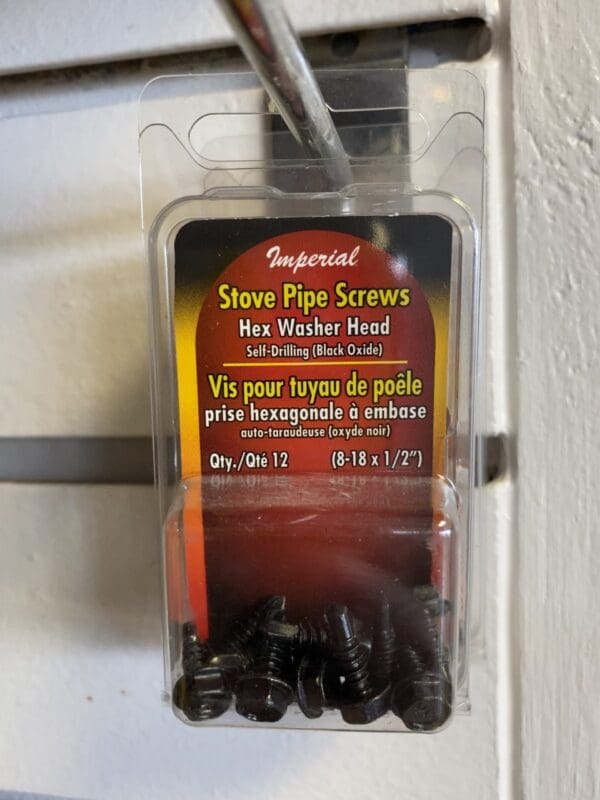 Imperial
Stove Pipe Screws
Hex Washer Head
Self-Drilling (Black Oxide)
Vis pour tuyau de poêle
prise hexagonale à embase
auto-taraudeuse (oxyde noir)
Qty./Qté 12 (8-18 x 1/2")